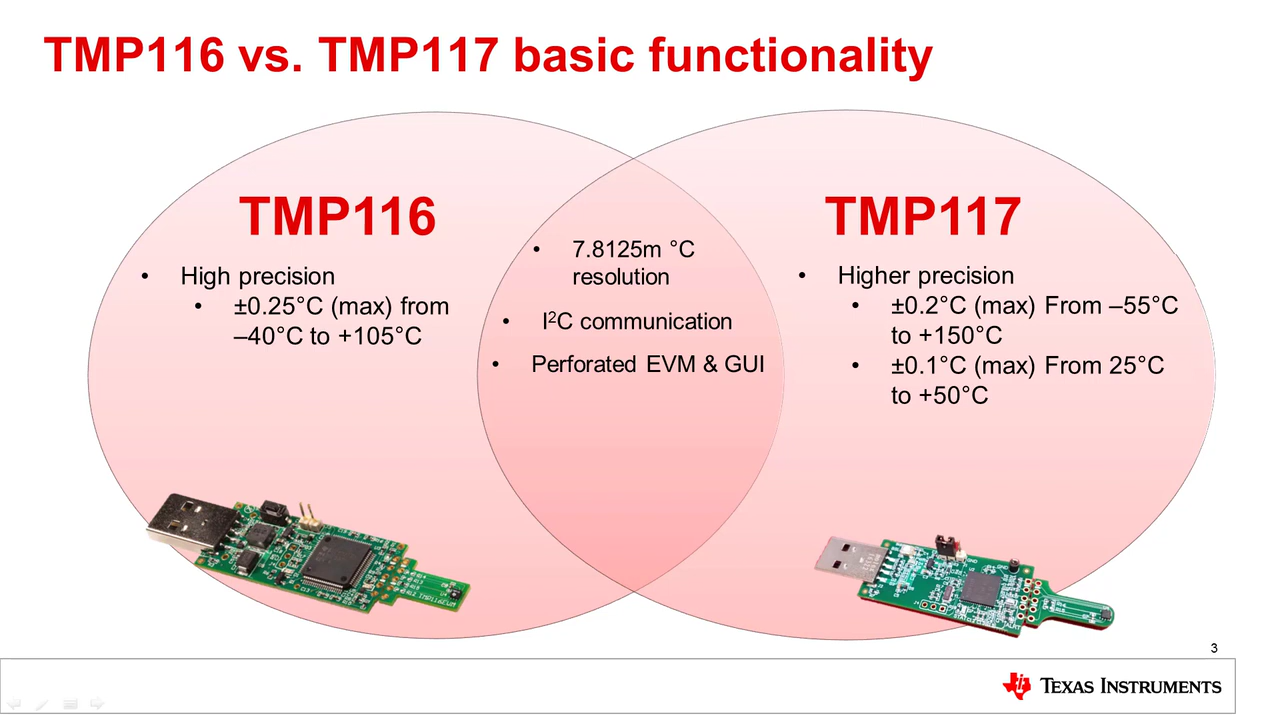 TMP116 vs. TMP117 basic functionality
TMP116
• High precision
• ±0.25°C (max) from
–40°C to +105°C
• 7.8125m °C
resolution
• I²C communication
• Perforated EVM & GUI
TMP117
• Higher precision
• ±0.2°C (max) From –55°C
to +150°C
• ±0.1°C (max) From 25°C
to +50°C
3
TEXAS INSTRUMENTS